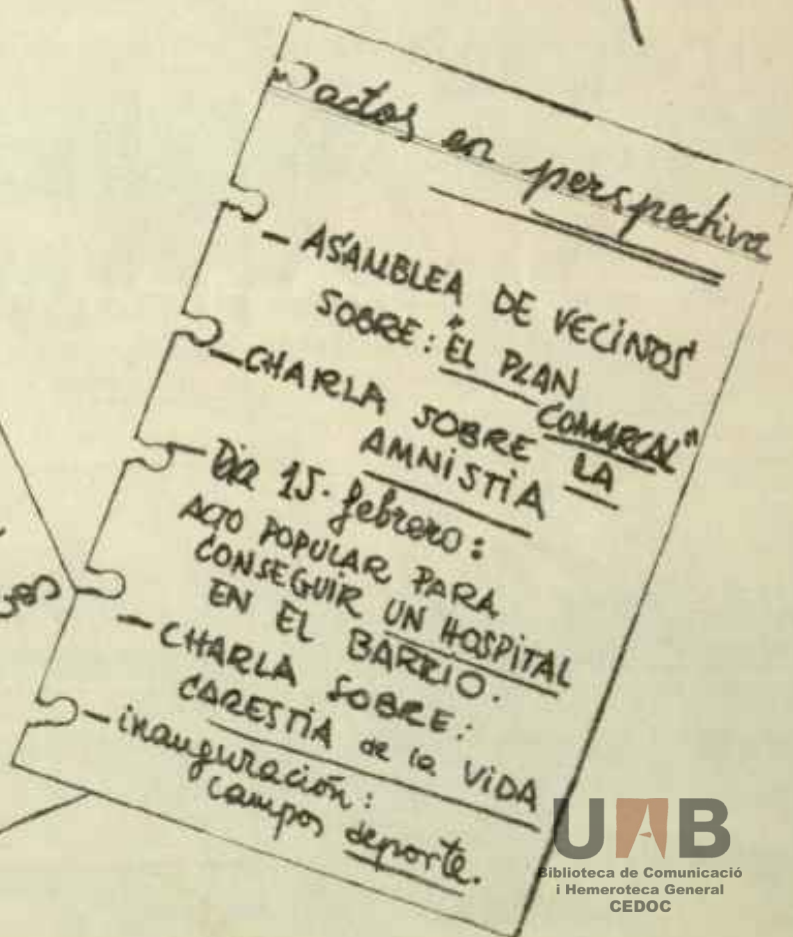 actos en perspectiva
- ASAMBLEA DE VECINOS
SOBRE: "EL PLAN
COMARCAL"
- CHARLA SOBRE LA
AMNISTIA
- Día 15. febrero:
ACTO POPULAR PARA
CONSEGUIR UN HOSPITAL
EN EL BARRIO.
- CHARLA SOBRE:
CARESTIA de la VIDA
- inauguración:
campos deporte.
UAB
Biblioteca de Comunicació
i Hemeroteca General
CEDOC